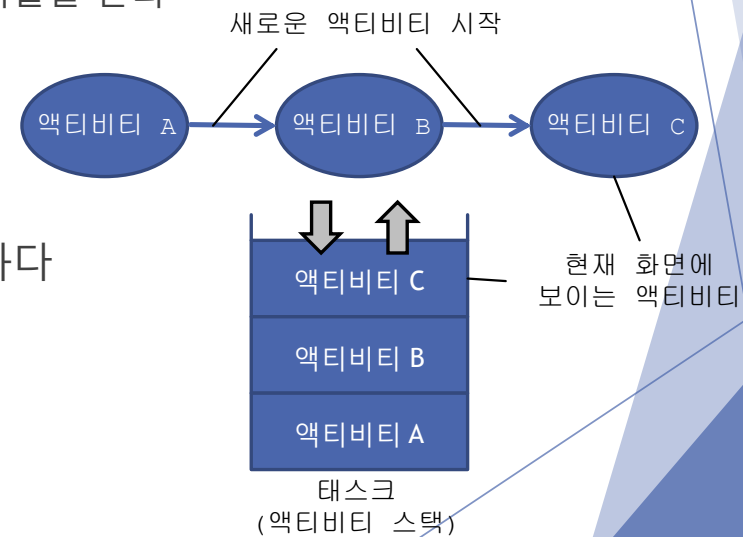 새로운 액티비티 시작
액티비티 A
액티비티 B
액티비티 C
액티비티 C
현재 화면에
보이는 액티비티
액티비티 B
액티비티 A
태스크
(액티비티 스택)